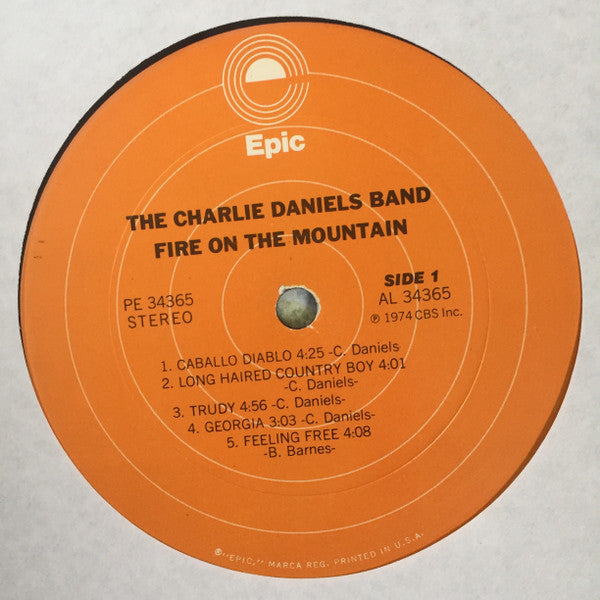 Epic
THE CHARLIE DANIELS BAND
FIRE ON THE MOUNTAIN
PE 34365
STEREO
SIDE 1
AL 34365
℗ 1974 CBS Inc.
1. CABALLO DIABLO 4:25 -C. Daniels-
2. LONG HAIRED COUNTRY BOY 4:01
-C. Daniels-
3. TRUDY 4:56 -C. Daniels-
4. GEORGIA 3:03 -C. Daniels-
5. FEELING FREE 4:08
-B. Barnes-
®"EPIC," MARCA REG. PRINTED IN U.S.A.